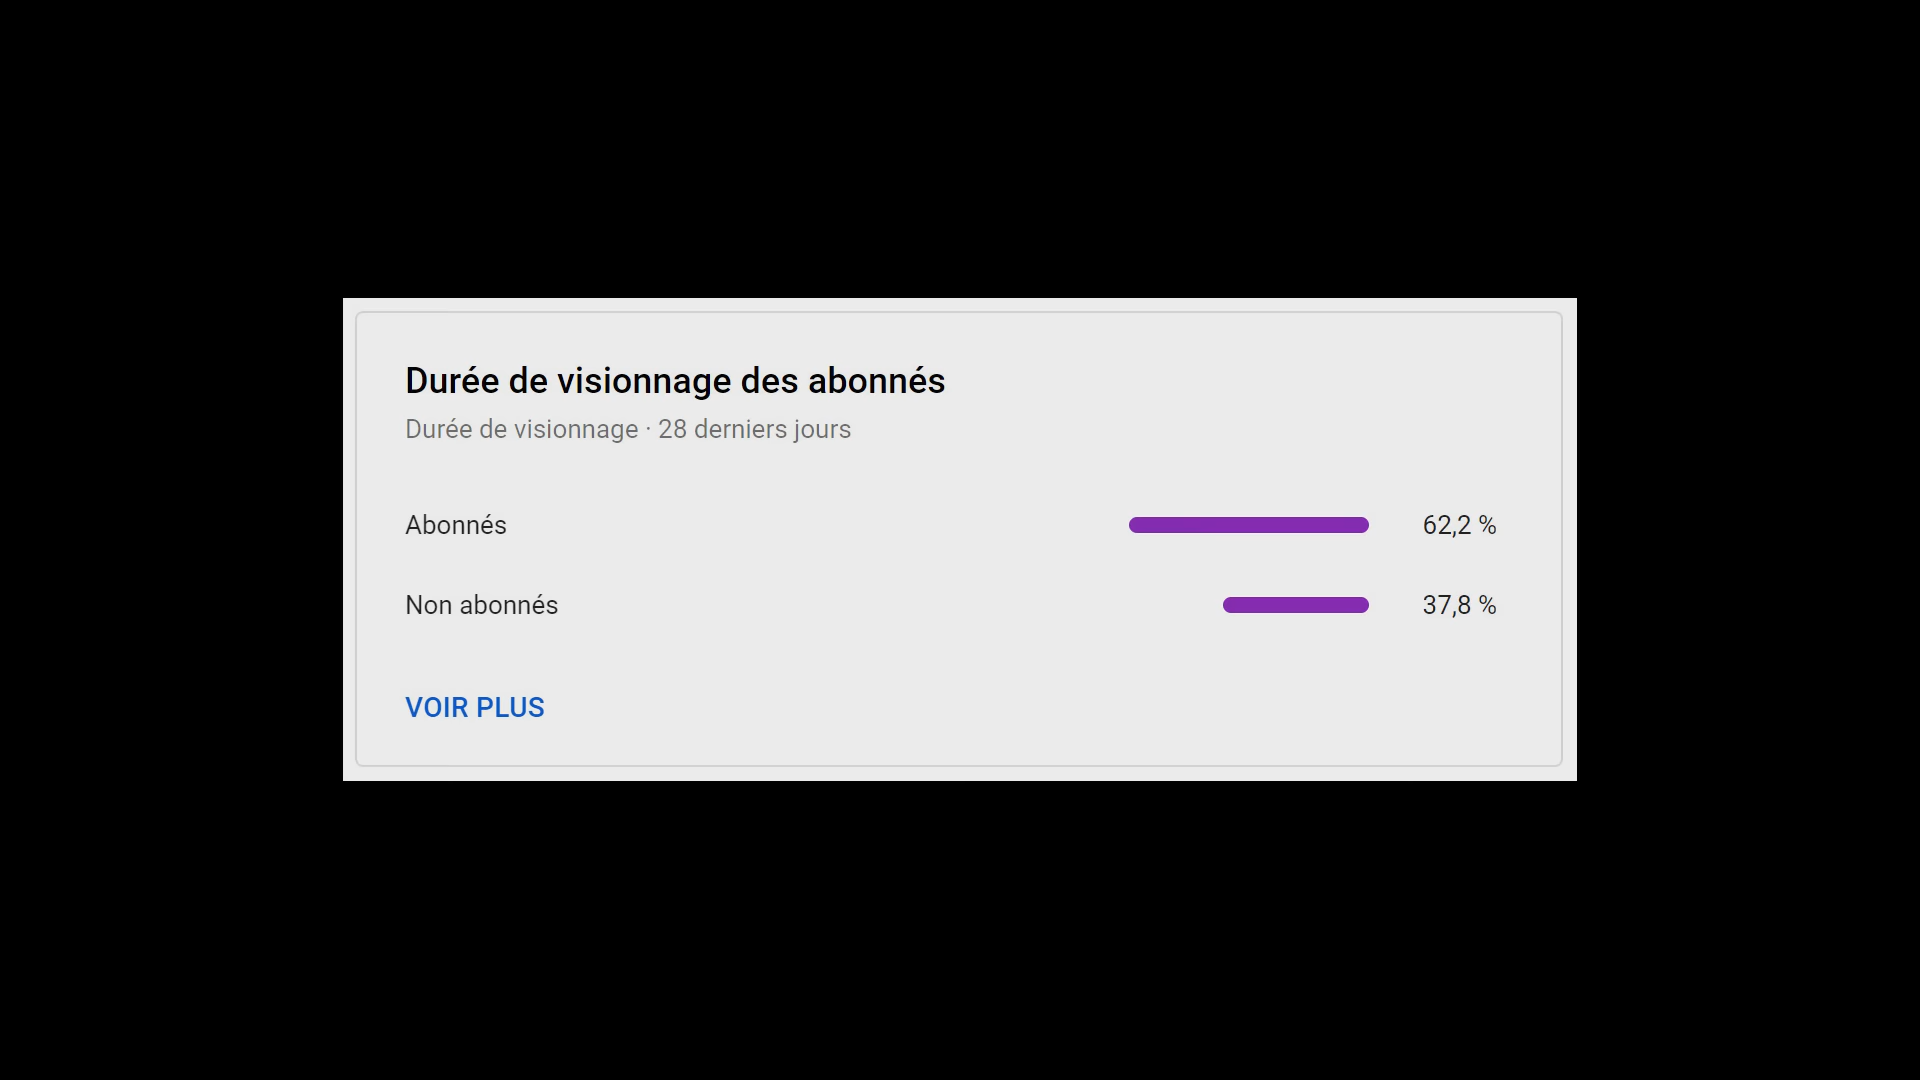 Durée de visionnage des abonnés
Durée de visionnage · 28 derniers jours
Abonnés 62,2 %
Non abonnés 37,8 %
VOIR PLUS